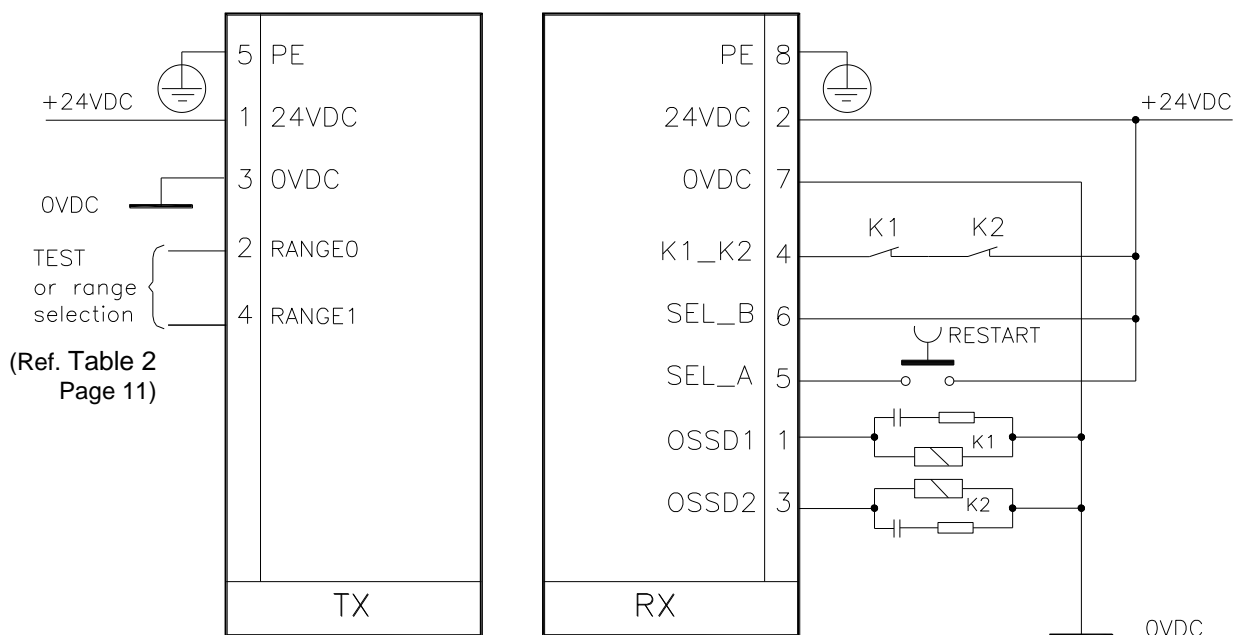 5 PE
+24VDC
1 24VDC
3 0VDC
0VDC
2 RANGE0
TEST
or range
selection
4 RANGE1
(Ref. Table 2
Page 11)
TX
PE 8
24VDC 2
+24VDC
0VDC 7
K1 K2
K1_K2 4
SEL_B 6
RESTART
SEL_A 5
OSSD1 1
K1
OSSD2 3
K2
RX
0VDC